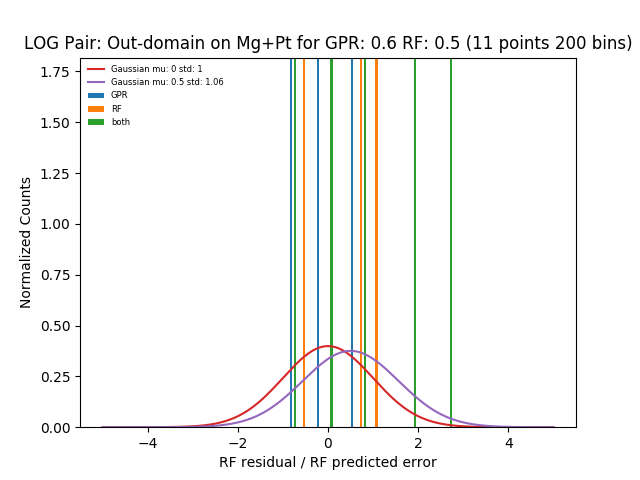 LOG Pair: Out-domain on Mg+Pt for GPR: 0.6 RF: 0.5 (11 points 200 bins)
Gaussian mu: 0 std: 1
Gaussian mu: 0.5 std: 1.06
GPR
RF
both
1.75
1.50
1.25
1.00
0.75
0.50
0.25
0.00
Normalized Counts
−4
−2
0
2
4
RF residual / RF predicted error